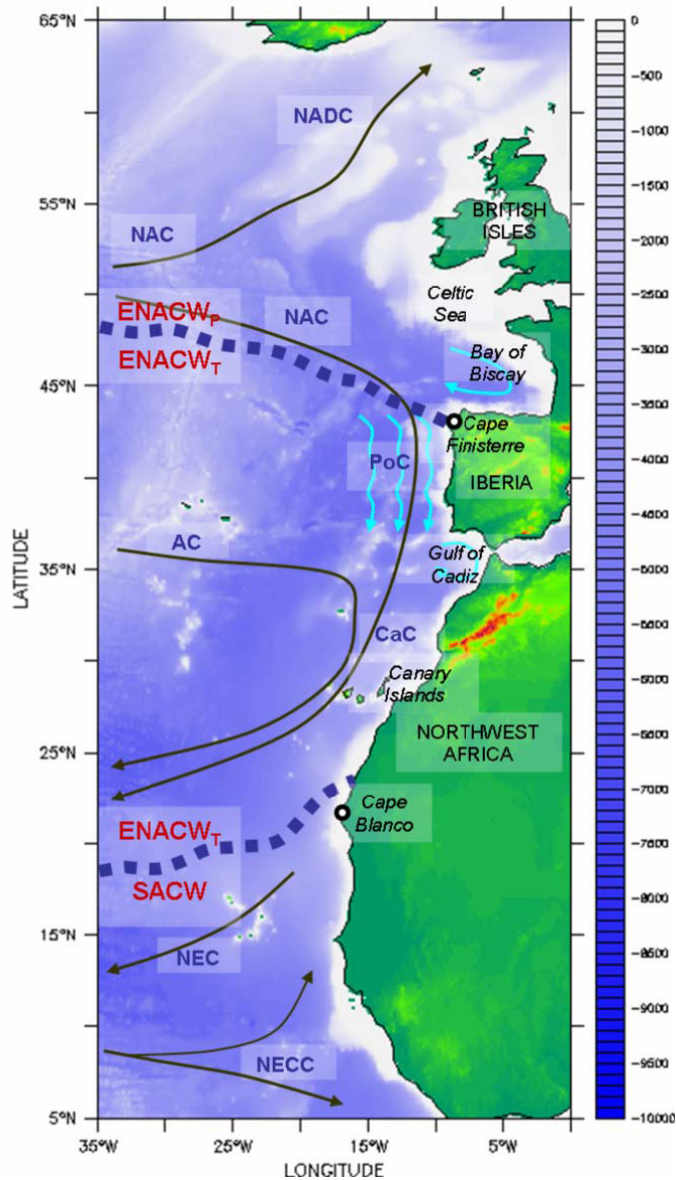 65°N
NADC
55°N
NAC
BRITISH
ISLES
Celtic
Sea
ENACW_P
NAC
ENACW_T
Bay of
Biscay
45°N
Cape
Finisterre
PoC
IBERIA
AC
Gulf of
Cadiz
35°N
CaC
Canary
Islands
NORTHWEST
AFRICA
25°N
Cape
Blanco
ENACW_T
SACW
15°N
NEC
NECC
5°N
35°W
25°W
15°W
5°W
LATITUDE
LONGITUDE
0
-500
-1000
-1500
-2000
-2500
-3000
-3500
-4000
-4500
-5000
-5500
-6000
-6500
-7000
-7500
-8000
-8500
-9000
-9500
-10000